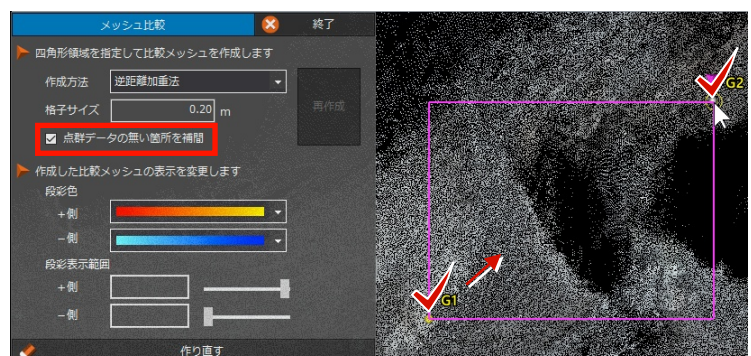 メッシュ比較
終了
四角形領域を指定して比較メッシュを作成します
作成方法 逆距離加重法
格子サイズ 0.20 m
再作成
点群データの無い箇所を補間
作成した比較メッシュの表示を変更します
段彩色
+側
-側
段彩表示範囲
+側
-側
作り直す
G2
G1